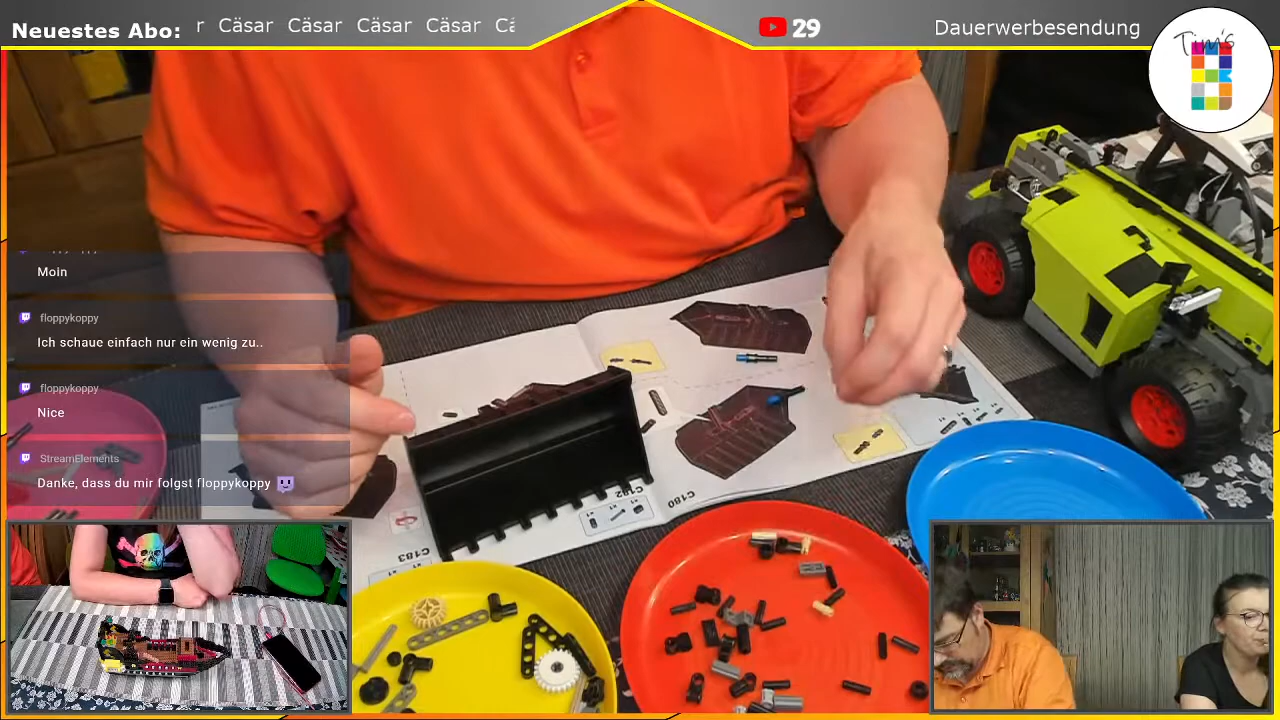 Neuestes Abo:
r Cäsar Cäsar Cäsar Cäsar Cä
29
Dauerwerbesendung
Tim's
Moin
floppykoppy
Ich schaue einfach nur ein wenig zu..
floppykoppy
Nice
StreamElements
Danke, dass du mir folgst floppykoppy
C182
C180
C183